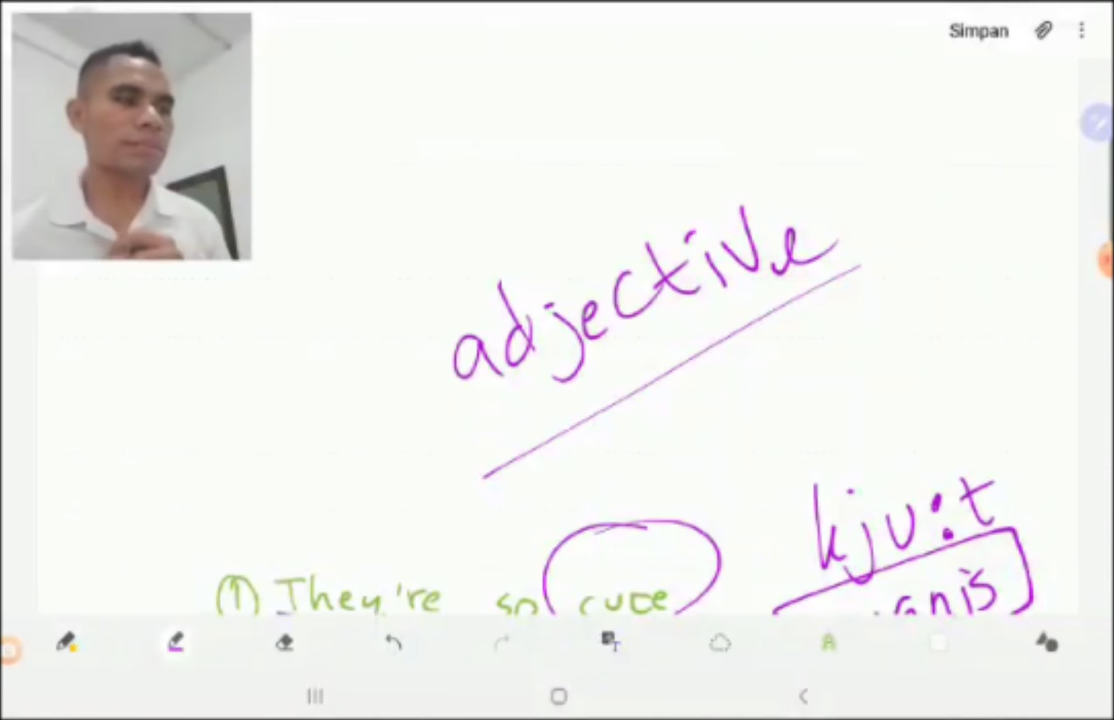 Simpan
adjective
kju:t
① They're so cute